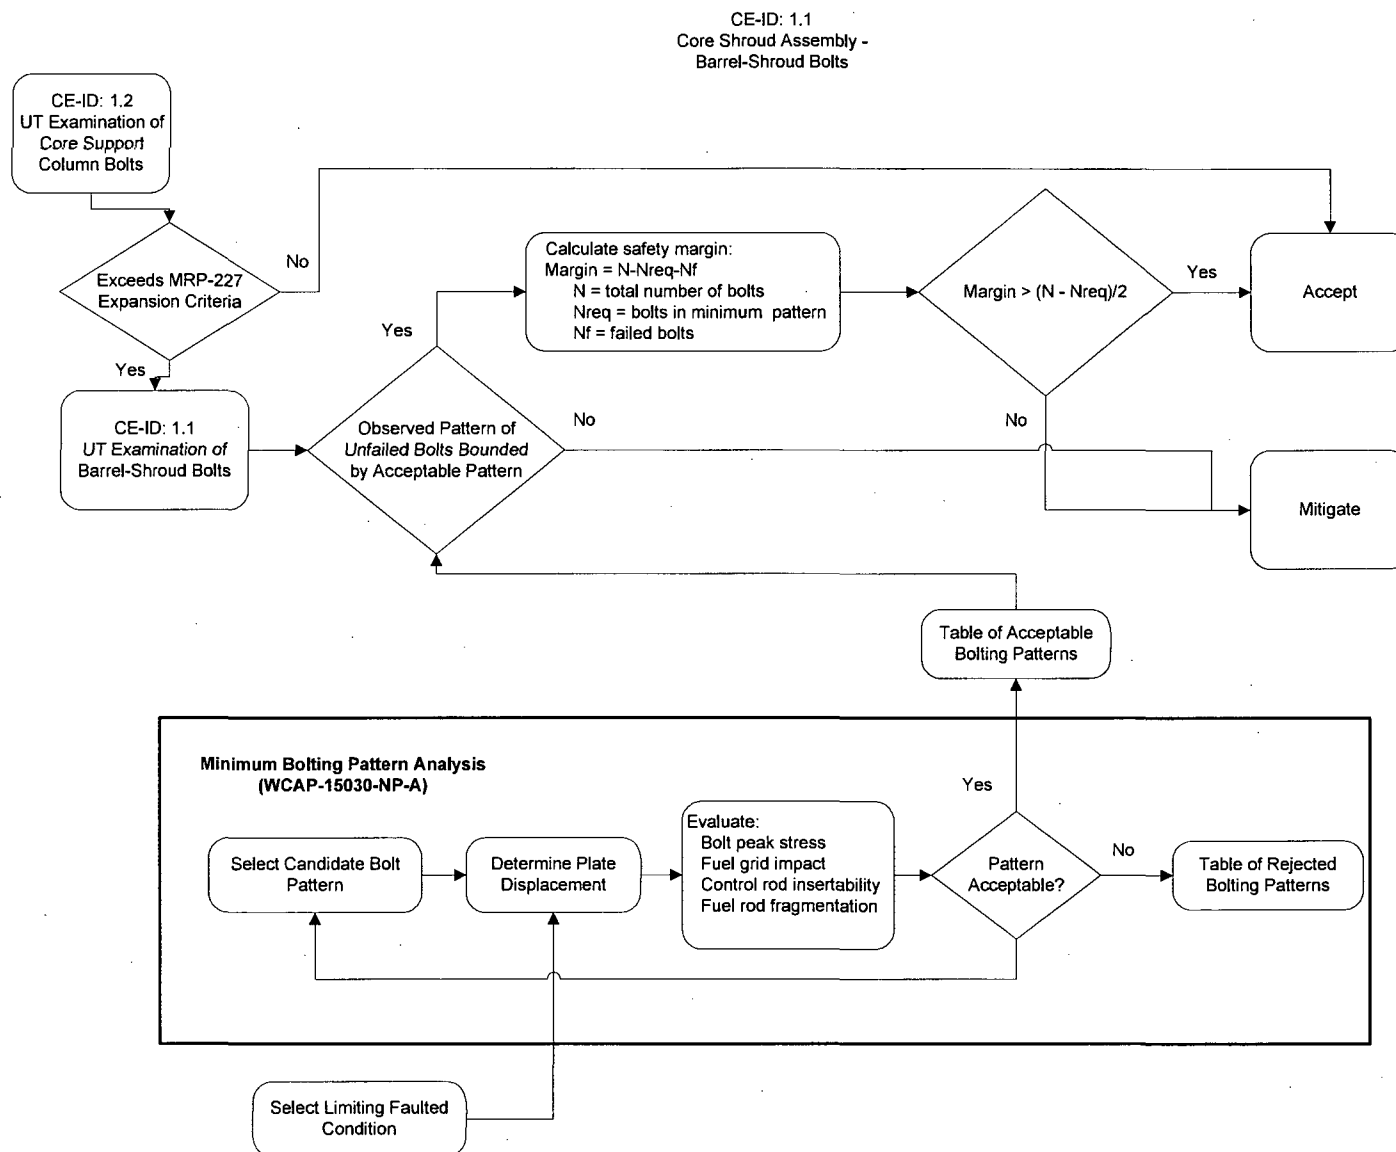 CE-ID: 1.1
Core Shroud Assembly -
Barrel-Shroud Bolts
CE-ID: 1.2
UT Examination of
Core Support
Column Bolts
Exceeds MRP-227
Expansion Criteria
No
Yes
CE-ID: 1.1
UT Examination of
Barrel-Shroud Bolts
Observed Pattern of
Unfailed Bolts Bounded
by Acceptable Pattern
Yes
No
Calculate safety margin:
Margin = N-Nreq-Nf
N = total number of bolts
Nreq = bolts in minimum pattern
Nf = failed bolts
Margin > (N - Nreq)/2
Yes
No
Accept
Mitigate
Table of Acceptable
Bolting Patterns
Minimum Bolting Pattern Analysis
(WCAP-15030-NP-A)
Select Candidate Bolt
Pattern
Determine Plate
Displacement
Evaluate:
Bolt peak stress
Fuel grid impact
Control rod insertability
Fuel rod fragmentation
Pattern
Acceptable?
Yes
No
Table of Rejected
Bolting Patterns
Select Limiting Faulted
Condition